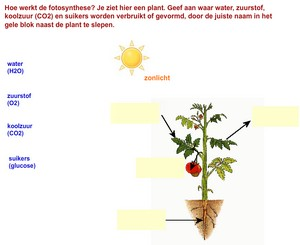 Hoe werkt de fotosynthese? Je ziet hier een plant. Geef aan waar water, zuurstof,
koolzuur (CO2) en suikers worden verbruikt of gevormd, door de juiste naam in het
gele blok naast de plant te slepen.
water
(H2O)
zonlicht
zuurstof
(O2)
koolzuur
(CO2)
suikers
(glucose)